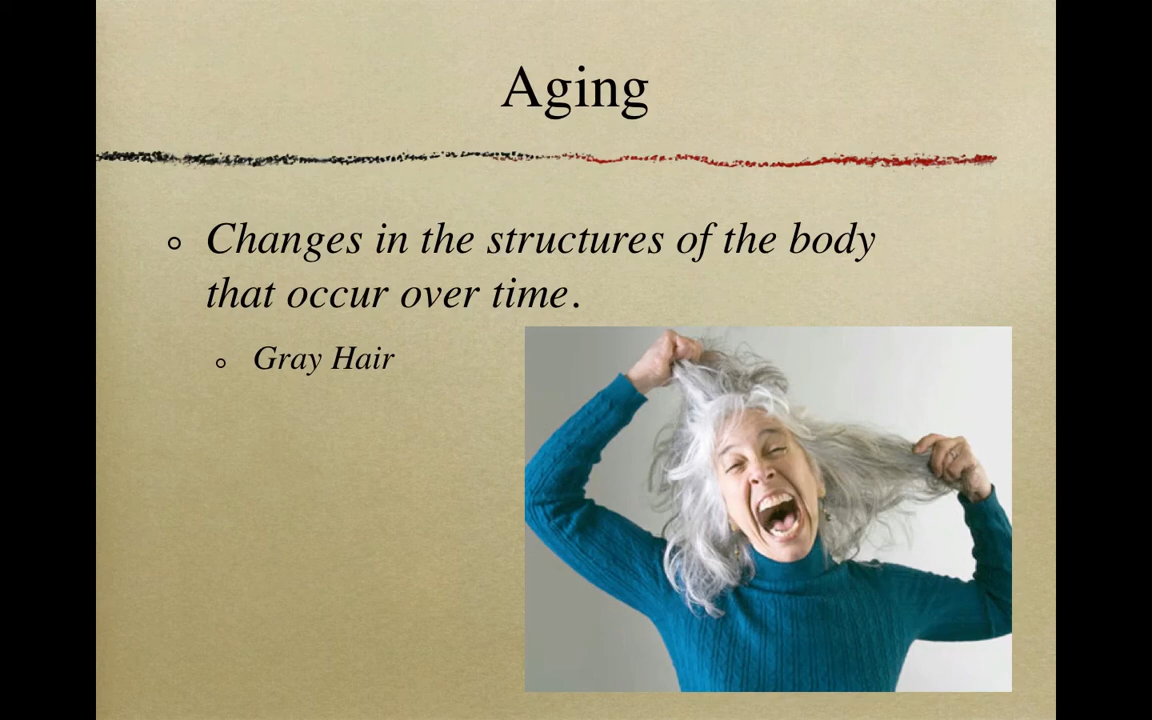 Aging
Changes in the structures of the body
that occur over time.
Gray Hair